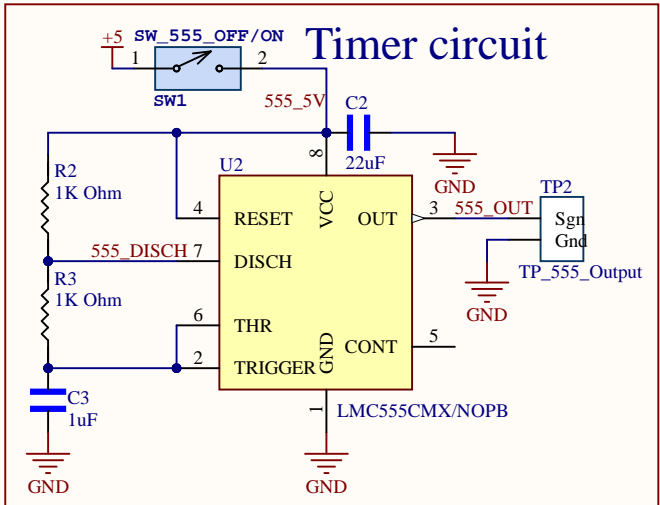 Timer circuit
+5
SW_555_OFF/ON
1
2
SW1
555_5V
C2
22uF
GND
R2
1K Ohm
U2
8
VCC
4
RESET
OUT
3
555_OUT
TP2
Sgn
Gnd
TP_555_Output
GND
555_DISCH
7
DISCH
R3
1K Ohm
6
THR
2
TRIGGER
GND
CONT
5
1
LMC555CMX/NOPB
C3
1uF
GND
GND